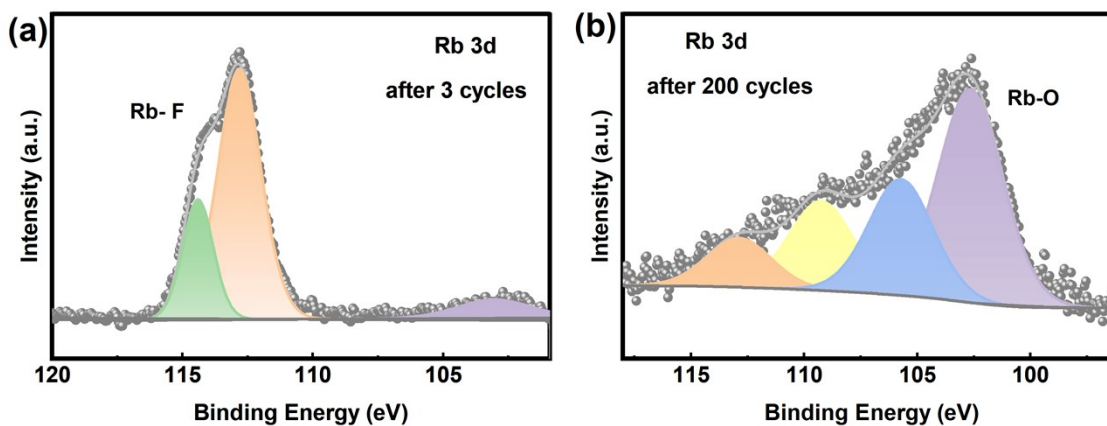 (a)
Rb 3d
after 3 cycles
Rb- F
Intensity (a.u.)
120
115
110
105
Binding Energy (eV)
(b)
Rb 3d
after 200 cycles
Rb-O
Intensity (a.u.)
115
110
105
100
Binding Energy (eV)